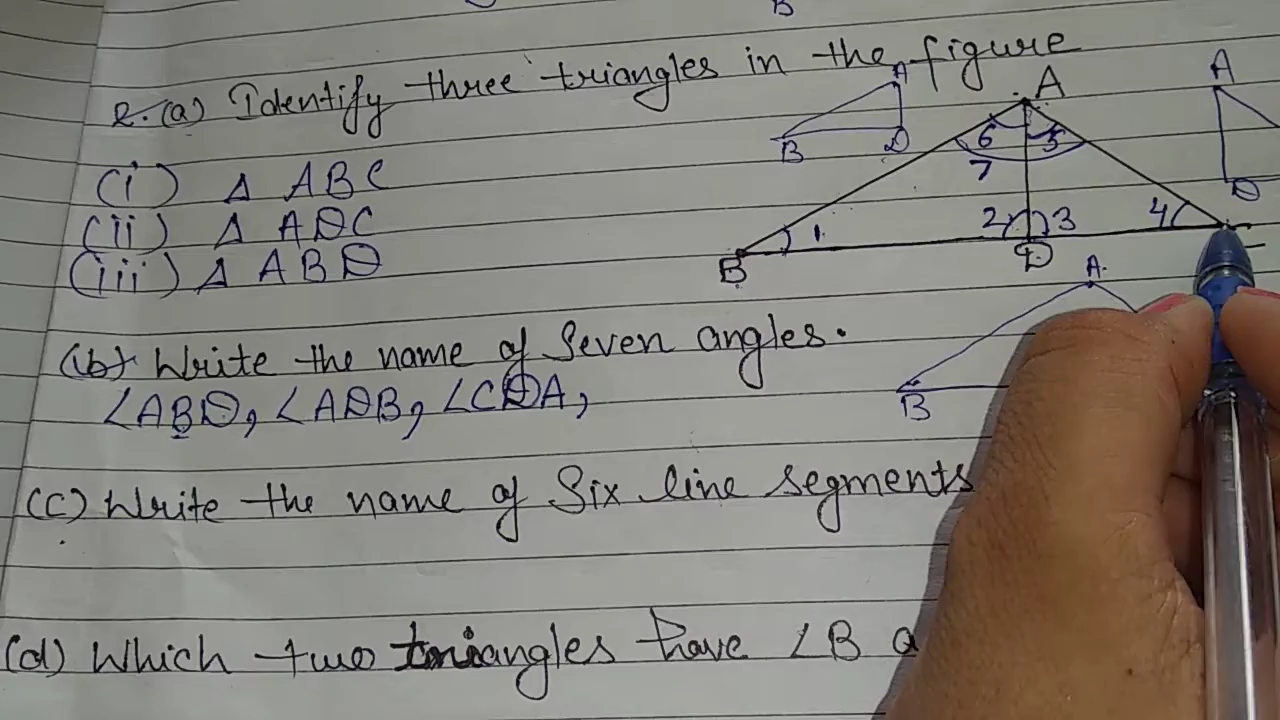 B
2. (a) Identify three triangles in the figure
(i) Δ ABC
(ii) Δ ADC
(iii) Δ ABD
A
B
D
A
6
5
7
1
2
3
4
B
D
A
D
A
B
(b) Write the name of Seven angles.
∠ABD, ∠ADB, ∠CDA,
(c) Write the name of Six line segments
(d) Which two triangles have ∠B